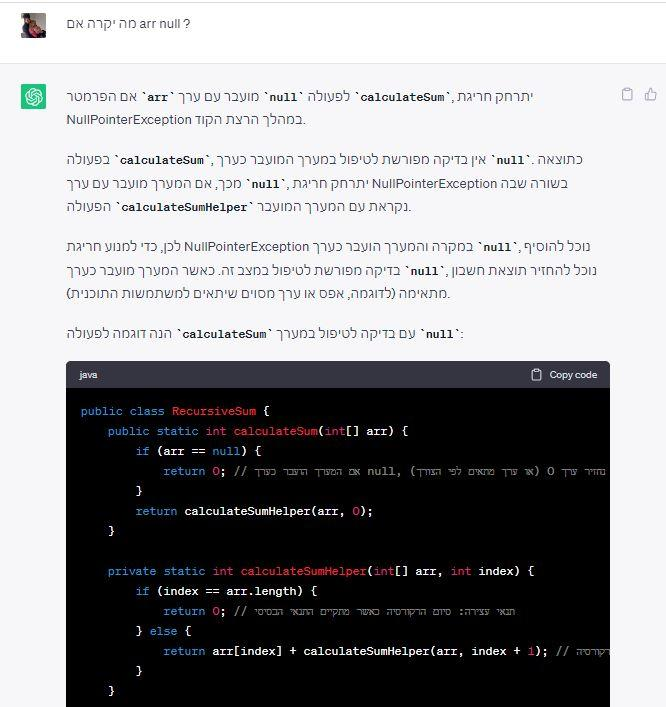 מה יקרה אם arr null ?
אם הפרמטר `arr` מועבר עם ערך `null` לפעולה `calculateSum`, יתרחק חריגת
NullPointerException במהלך הרצת הקוד.
בפעולה `calculateSum`, אין בדיקה מפורשת לטיפול במערך המועבר כערך `null`. כתוצאה
מכך, אם המערך מועבר עם ערך `null`, יתרחק חריגת NullPointerException בשורה שבה
הפעולה `calculateSumHelper` נקראת עם המערך המועבר.
לכן, כדי למנוע חריגת NullPointerException במקרה והמערך הועבר כערך `null`, נוכל להוסיף
בדיקה מפורשת לטיפול במצב זה. כאשר המערך מועבר כערך `null`, נוכל להחזיר תוצאת חשבון
מתאימה (לדוגמה, אפס או ערך מסוים שיתאים למשתמשות התוכנית).
הנה דוגמה לפעולה `calculateSum` עם בדיקה לטיפול במערך `null`:
java Copy code
public class RecursiveSum {
public static int calculateSum(int[] arr) {
if (arr == null) {
return 0; // אם המערך הועבר כערך null, נחזיר ערך 0 (או ערך מתאים לפי הצורך)
}
return calculateSumHelper(arr, 0);
}
private static int calculateSumHelper(int[] arr, int index) {
if (index == arr.length) {
return 0; // תנאי עצירה: סיום הרקורסיה כאשר מתקיים התנאי הבסיסי
} else {
return arr[index] + calculateSumHelper(arr, index + 1); //
}
}